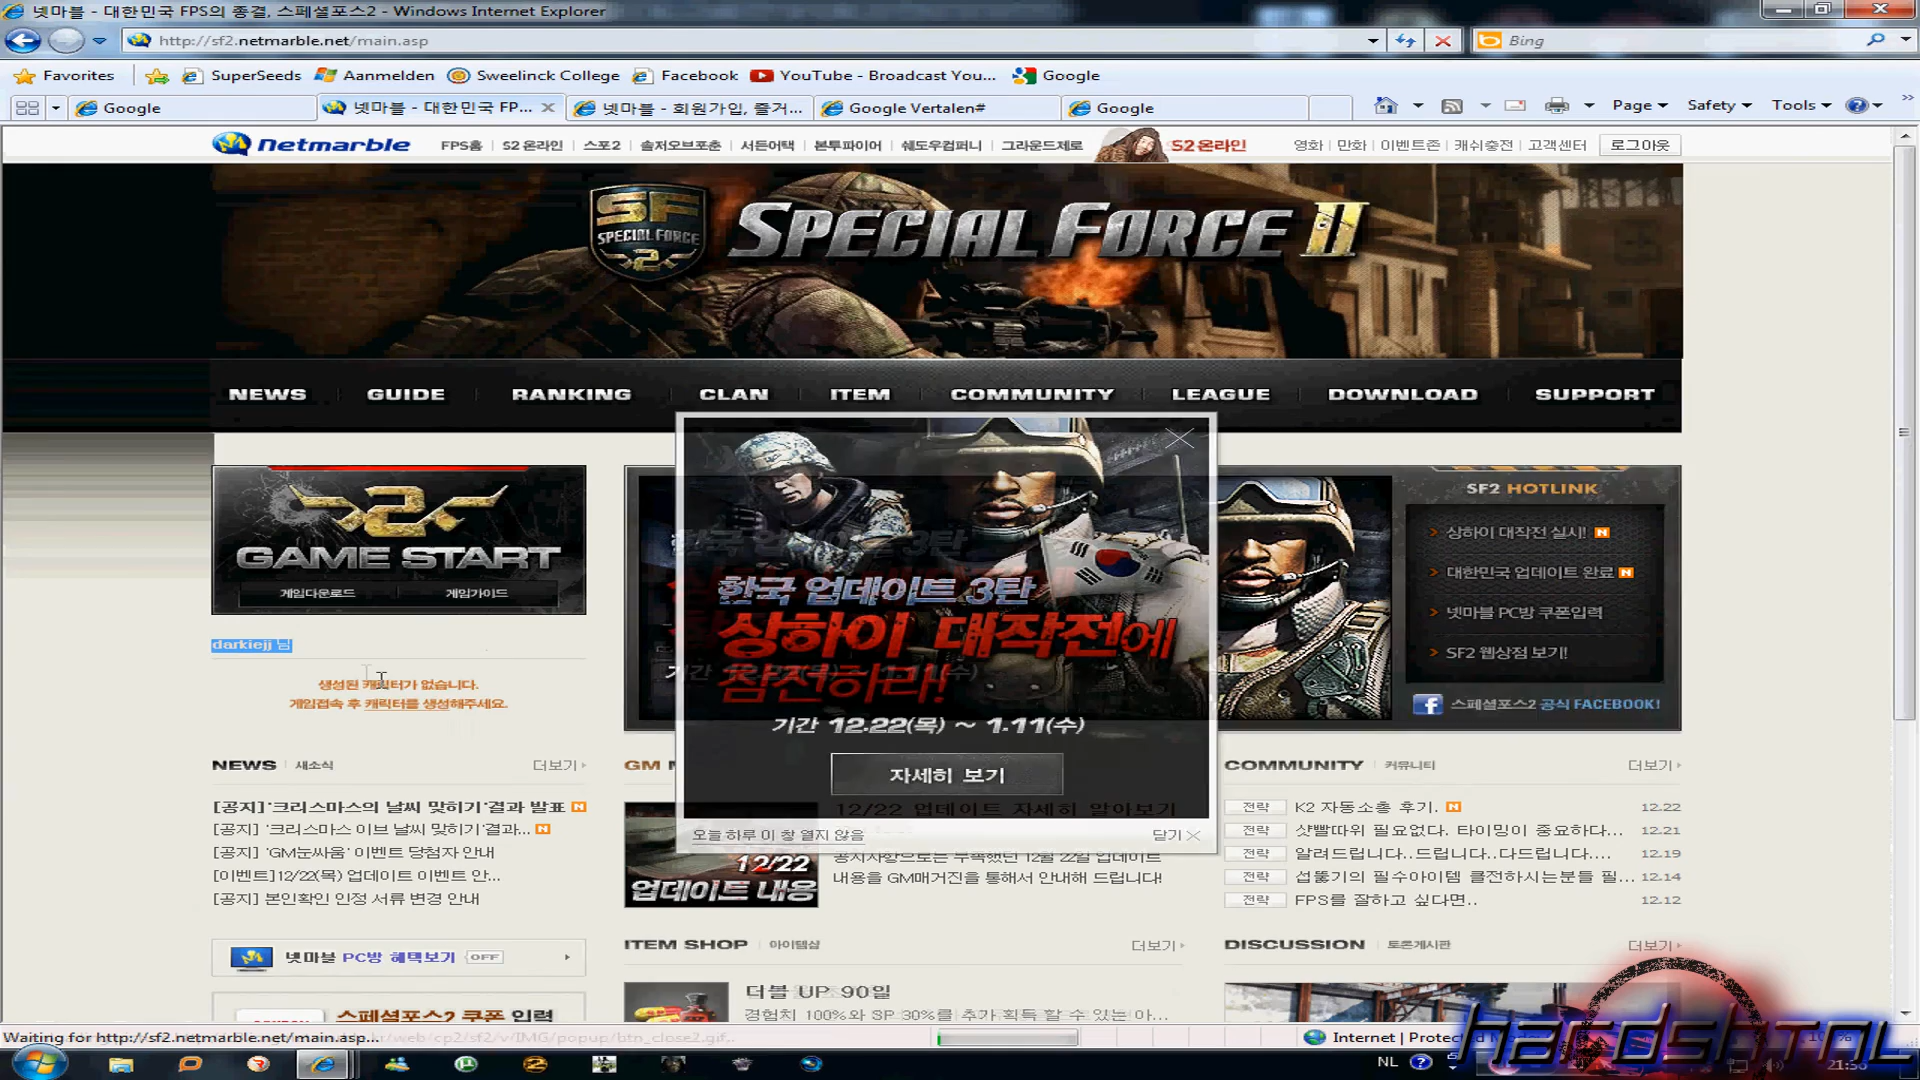 넷마블 - 대한민국 FPS의 종결, 스페셜포스2 - Windows Internet Explorer
http://sf2.netmarble.net/main.asp
Bing
Favorites
SuperSeeds
Aanmelden
Sweelinck College
Facebook
YouTube - Broadcast You...
Google
Google
넷마블 - 대한민국 FP...
넷마블 - 회원가입, 즐거...
Google Vertalen#
Google
Page
Safety
Tools
netmarble
FPS홈 | S2 온라인 | 스포2 | 솔저오브포춘 | 서든어택 | 본투파이어 | 쉐도우컴퍼니 | 그라운드제로
S2온라인
영화 | 만화 | 이벤트존 | 캐쉬충전 | 고객센터
로그아웃
SF
SPECIAL FORCE
2
SPECIAL FORCE II
NEWS
GUIDE
RANKING
CLAN
ITEM
COMMUNITY
LEAGUE
DOWNLOAD
SUPPORT
2
GAME START
게임다운로드
게임가이드
darkiejj 님
생성된 캐릭터가 없습니다.
게임접속 후 캐릭터를 생성해주세요.
한국 업데이트 3탄
상하이 대작전에
참전하라!
기간 12.22(목) ~ 1.11(수)
자세히 보기
오늘 하루 이 창 열지 않음
닫기
SF2 HOTLINK
상하이 대작전 실시! N
대한민국 업데이트 완료 N
넷마블 PC방 쿠폰입력
SF2 웹상점 보기!
스페셜포스2 공식 FACEBOOK!
NEWS | 새소식
더보기
[공지] '크리스마스의 날씨 맞히기'결과 발표 N
[공지] '크리스마스 이브 날씨 맞히기'결과... N
[공지] 'GM눈싸움' 이벤트 당첨자 안내
[이벤트]12/22(목) 업데이트 이벤트 안...
[공지] 본인확인 인정 서류 변경 안내
GM
12/22 업데이트 자세히 알아보기
공지사항으로는 부족했던 12월 22일 업데이트
내용을 GM매거진을 통해서 안내해 드립니다!
12/22
업데이트 내용
COMMUNITY | 커뮤니티
더보기
전략 K2 자동소총 후기. N 12.22
전략 샷빨따위 필요없다. 타이밍이 중요하다... 12.21
전략 알려드립니다..드립니다..다드립니다.... 12.19
전략 섭뚫기의 필수아이템 클전하시는분들 필... 12.14
전략 FPS를 잘하고 싶다면.. 12.12
넷마블 PC방 혜택보기 OFF
스페셜포스2 쿠폰 입력
ITEM SHOP | 아이템샵
더보기
더블 UP 90일
경험치 100%와 SP 30%를 추가 획득 할 수 있는 아...
DISCUSSION | 토론게시판
더보기
Waiting for http://sf2.netmarble.net/main.asp...
Internet | Protected
NL
hardshtnl